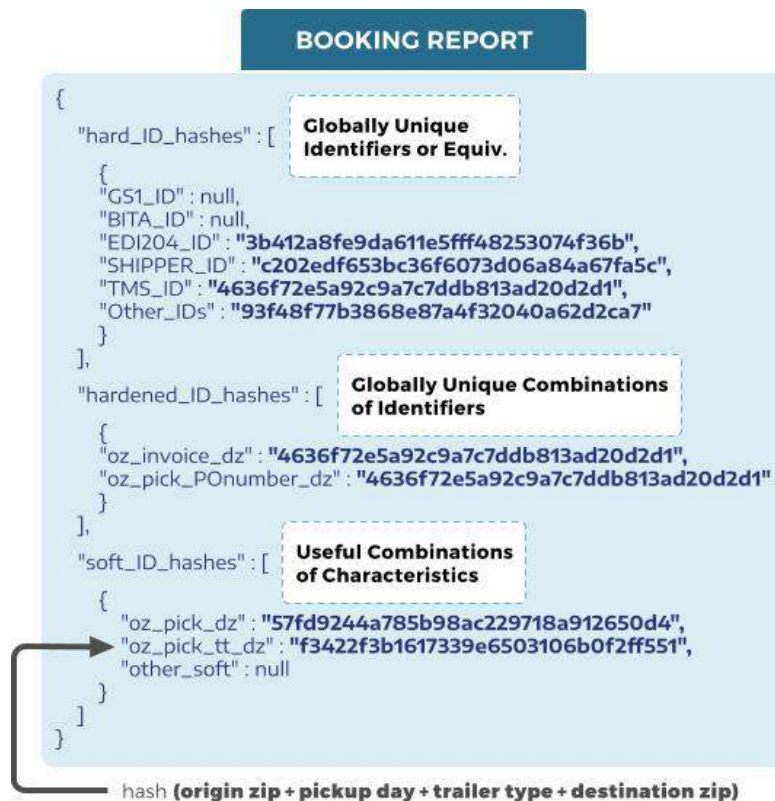 BOOKING REPORT
{
"hard_ID_hashes" : [
Globally Unique
Identifiers or Equiv.
{
"GS1_ID" : null,
"BITA_ID" : null,
"EDI204_ID" : "3b412a8fe9da611e5fff48253074f36b",
"SHIPPER_ID" : "c202edf653bc36f6073d06a84a67fa5c",
"TMS_ID" : "4636f72e5a92c9a7c7ddb813ad20d2d1",
"Other_IDs" : "93f48f77b3868e87a4f32040a62d2ca7"
}
],
"hardened_ID_hashes" : [
Globally Unique Combinations
of Identifiers
{
"oz_invoice_dz" : "4636f72e5a92c9a7c7ddb813ad20d2d1",
"oz_pick_POnumber_dz" : "4636f72e5a92c9a7c7ddb813ad20d2d1"
}
],
"soft_ID_hashes" : [
Useful Combinations
of Characteristics
{
"oz_pick_dz" : "57fd9244a785b98ac229718a912650d4",
"oz_pick_tt_dz" : "f3422f3b1617339e6503106b0f2ff551",
"other_soft" : null
}
]
}
hash (origin zip + pickup day + trailer type + destination zip)